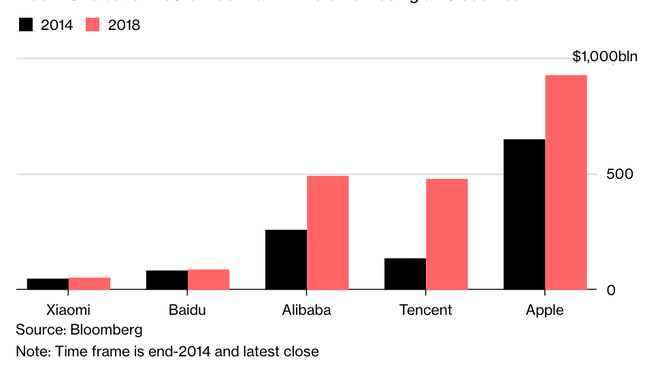 2014 2018
$1,000bln
500
0
Xiaomi Baidu Alibaba Tencent Apple
Source: Bloomberg
Note: Time frame is end-2014 and latest close